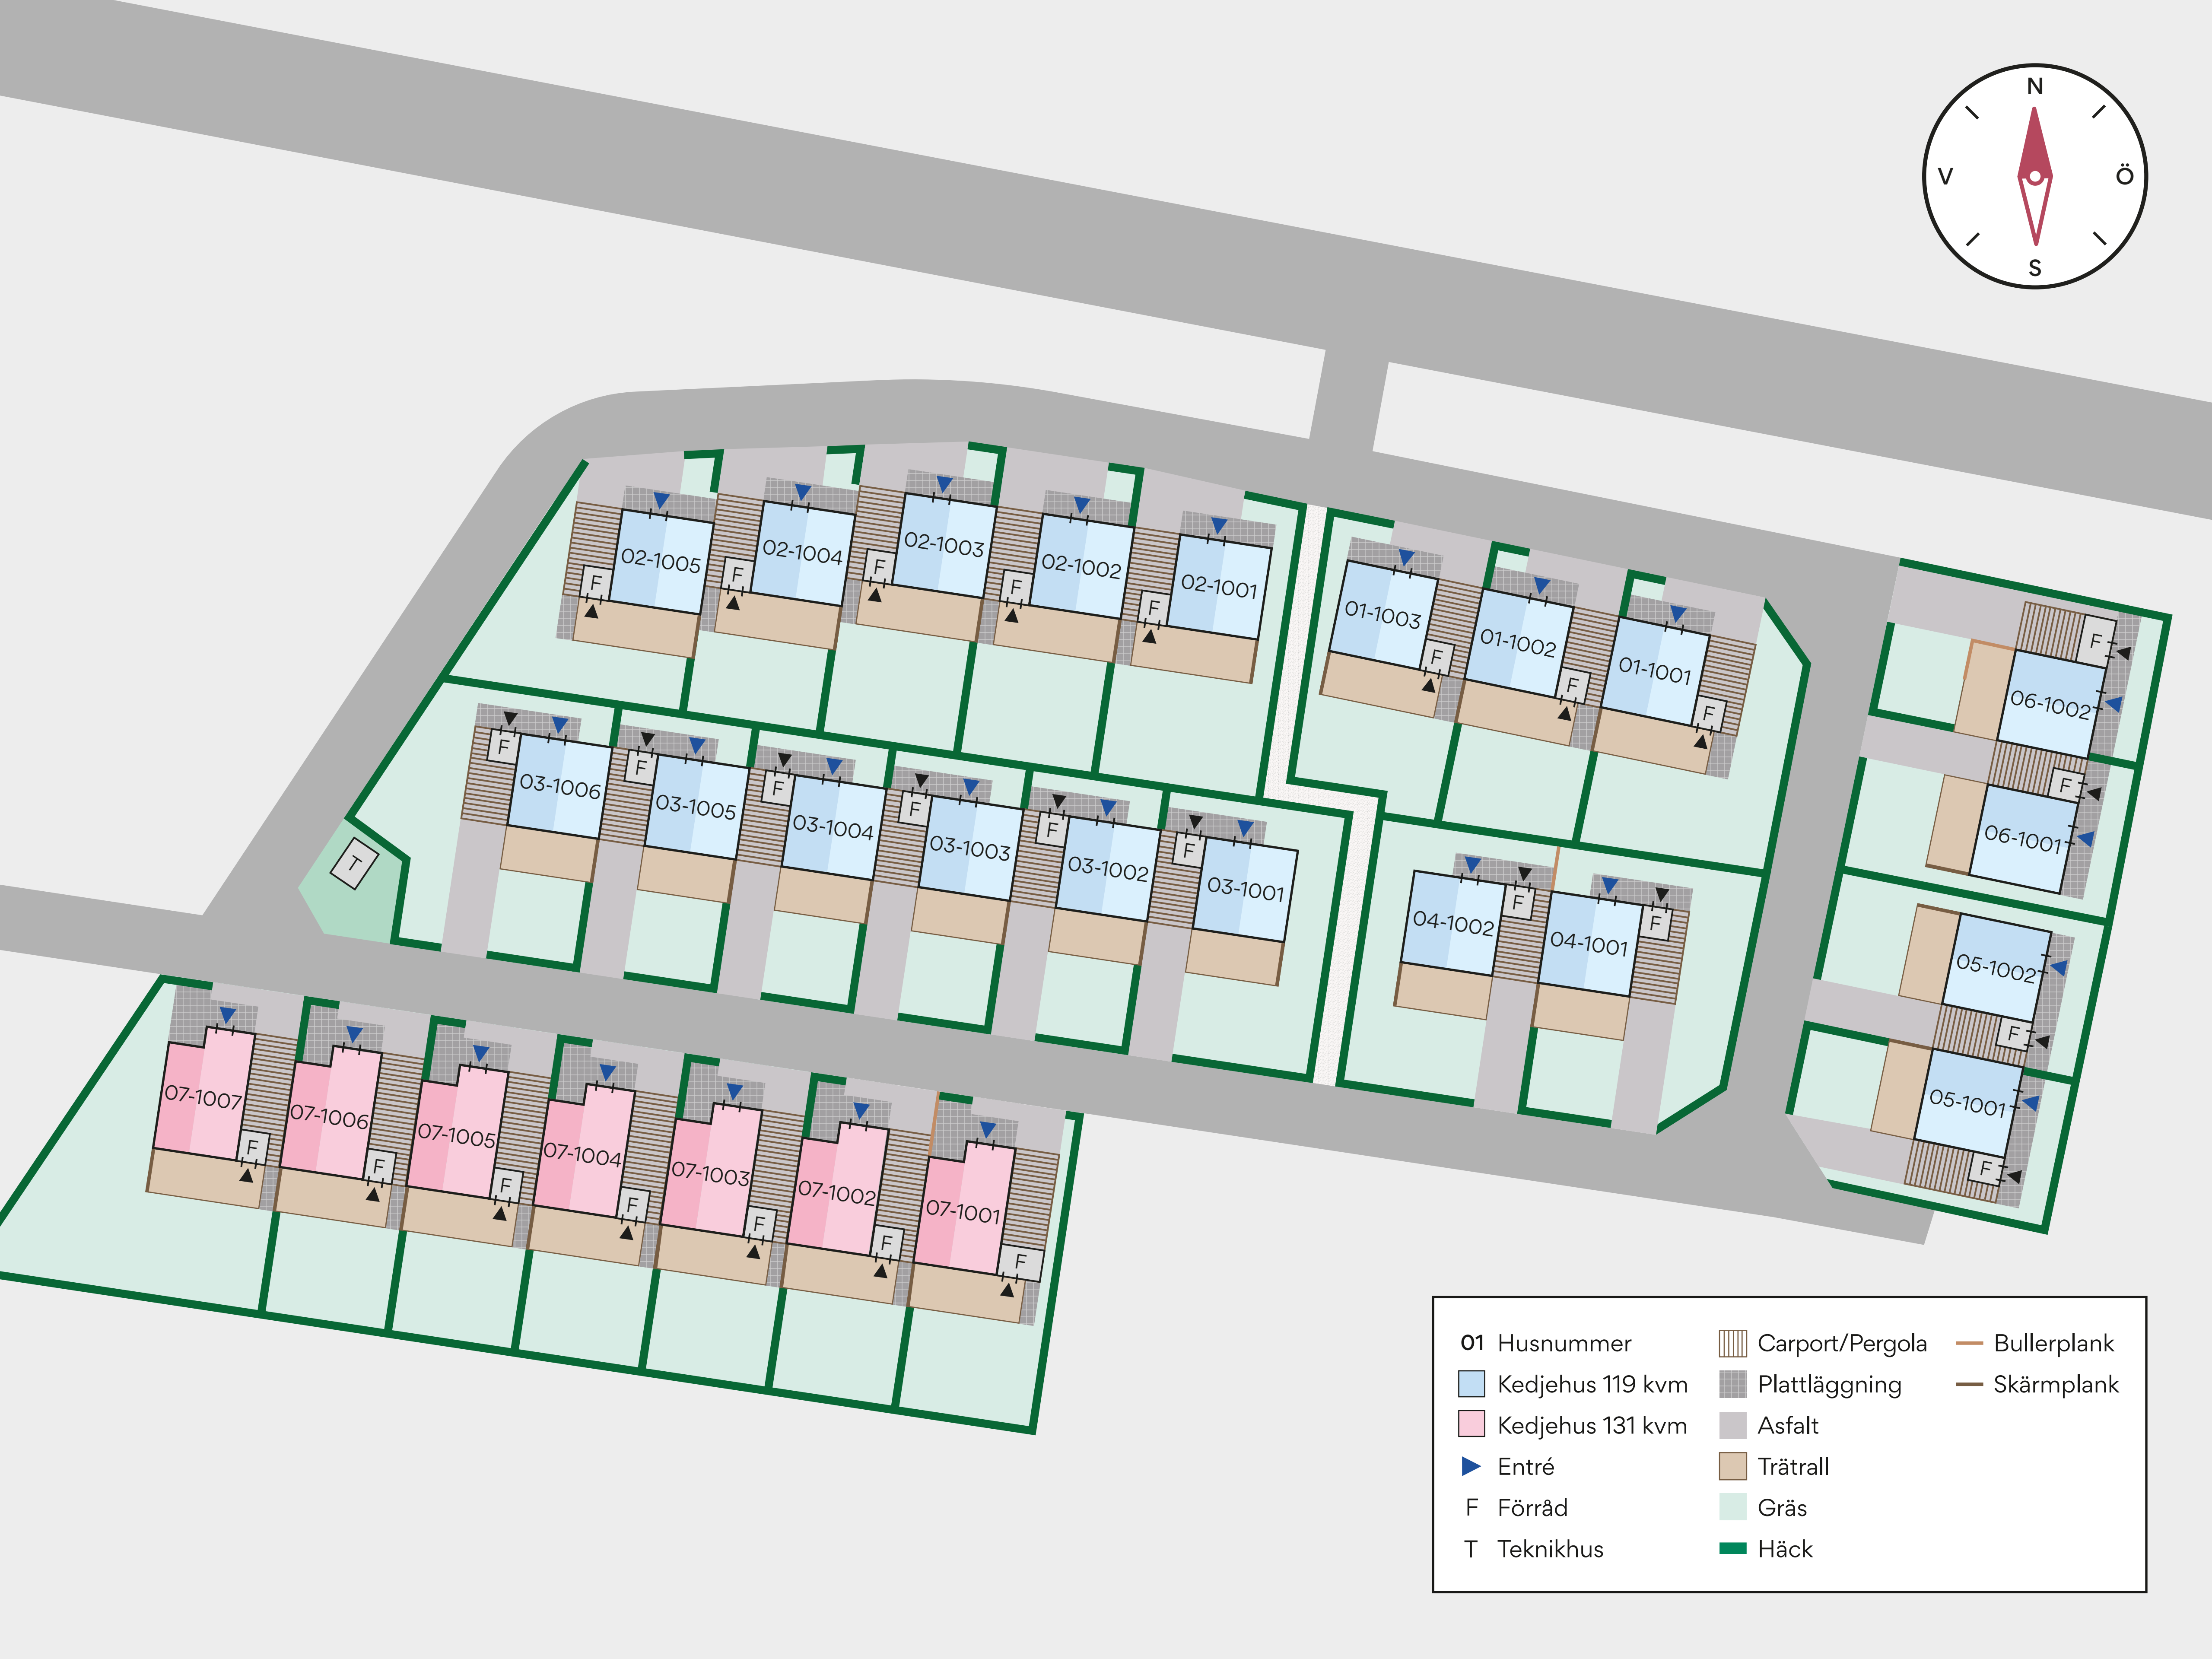 N
V
Ö
S
02-1005
02-1004
02-1003
02-1002
02-1001
F
F
F
F
F
01-1003
01-1002
01-1001
F
F
F
06-1002
F
06-1001
F
03-1006
03-1005
03-1004
03-1003
03-1002
03-1001
F
F
F
F
F
F
T
04-1002
04-1001
F
F
05-1002
F
05-1001
F
07-1007
07-1006
07-1005
07-1004
07-1003
07-1002
07-1001
F
F
F
F
F
F
F
01 Husnummer
Kedjehus 119 kvm
Kedjehus 131 kvm
Entré
F Förråd
T Teknikhus
Carport/Pergola
Plattläggning
Asfalt
Trätrall
Gräs
Häck
Bullerplank
Skärmplank